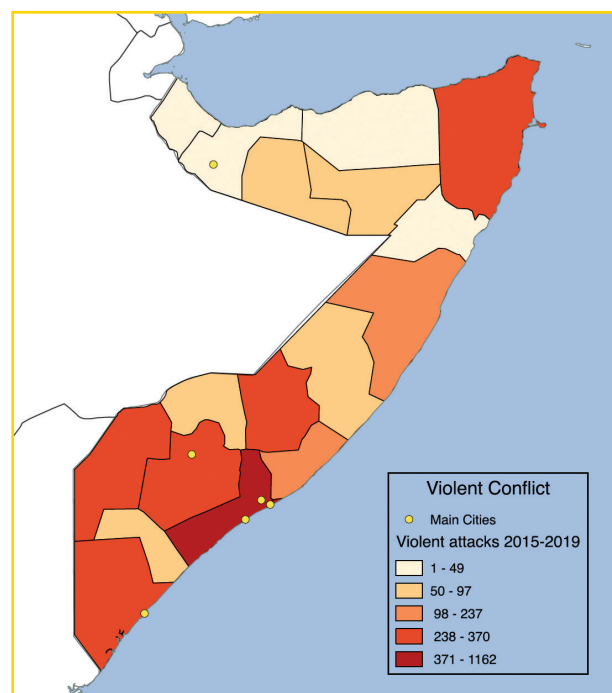 Violent Conflict
Main Cities
Violent attacks 2015-2019
1 - 49
50 - 97
98 - 237
238 - 370
371 - 1162